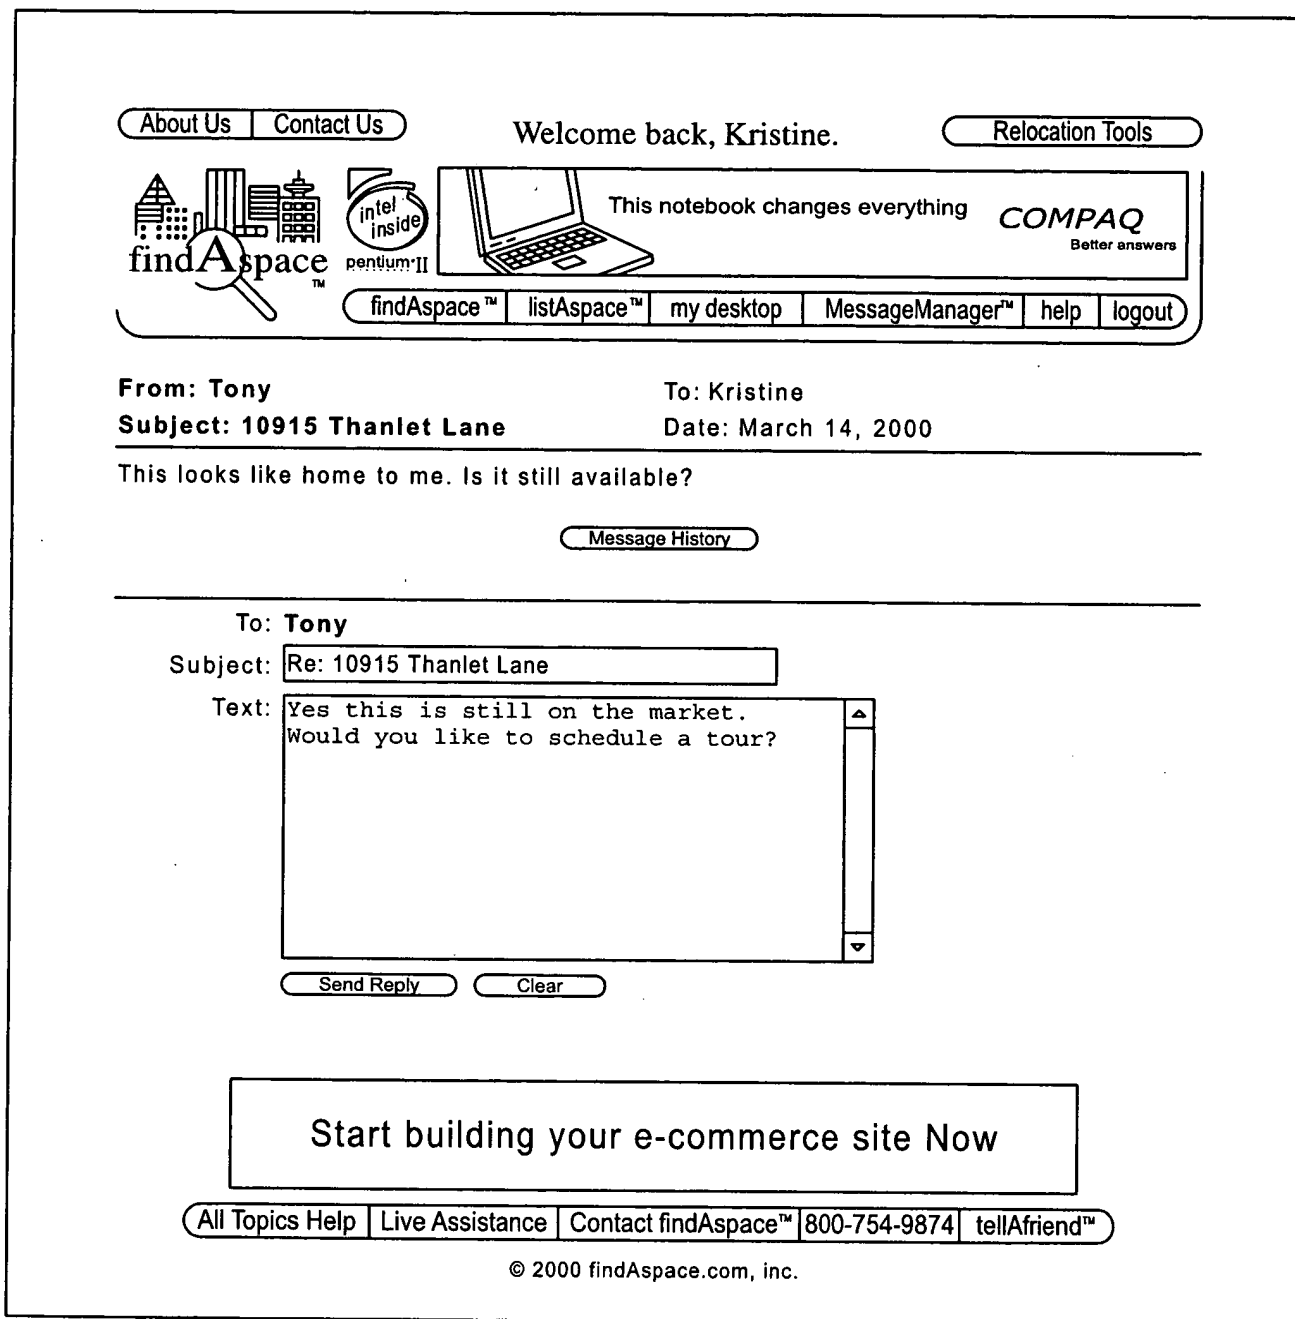 About Us | Contact Us
Welcome back, Kristine.
Relocation Tools
findAspace™
intel inside
pentium·II
This notebook changes everything
COMPAQ
Better answers
findAspace™ | listAspace™ | my desktop | MessageManager™ | help | logout
From: Tony
To: Kristine
Subject: 10915 Thanlet Lane
Date: March 14, 2000
This looks like home to me. Is it still available?
Message History
To: Tony
Subject: Re: 10915 Thanlet Lane
Text: Yes this is still on the market.
Would you like to schedule a tour?
Send Reply
Clear
Start building your e-commerce site Now
All Topics Help | Live Assistance | Contact findAspace™ | 800-754-9874 | tellAfriend™
© 2000 findAspace.com, inc.